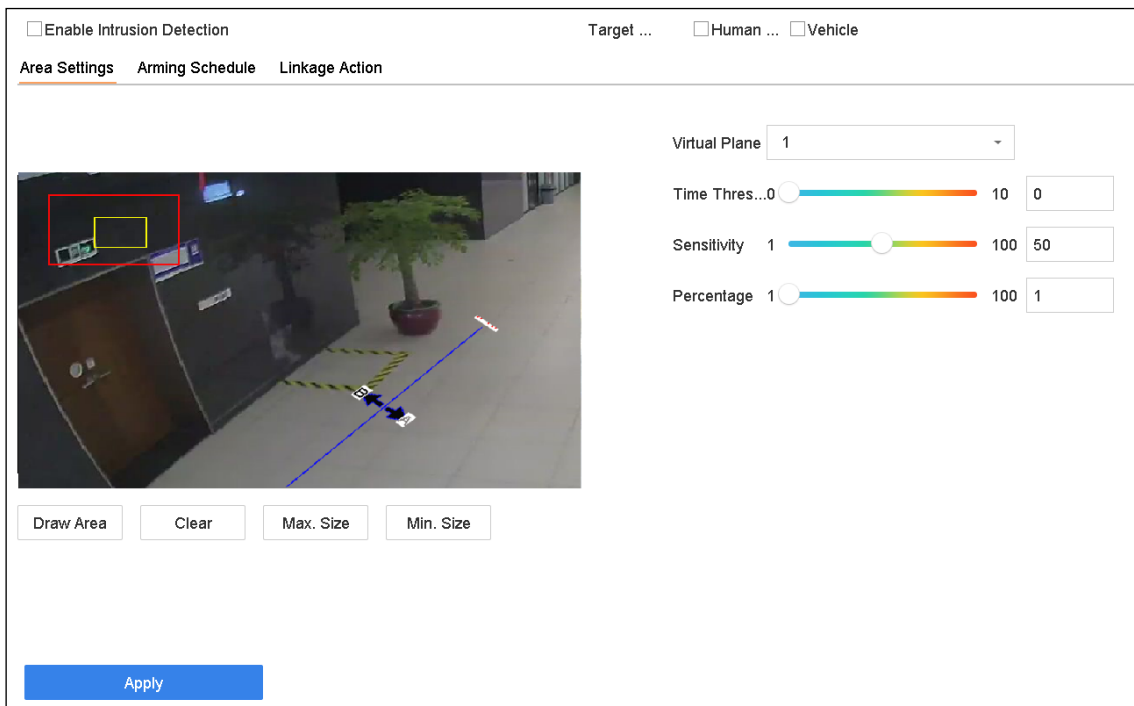 Enable Intrusion Detection Target ... Human ... Vehicle
Area Settings Arming Schedule Linkage Action
Virtual Plane 1
Time Thres...0 10 0
Sensitivity 1 100 50
Percentage 1 100 1
B
A
Draw Area Clear Max. Size Min. Size
Apply